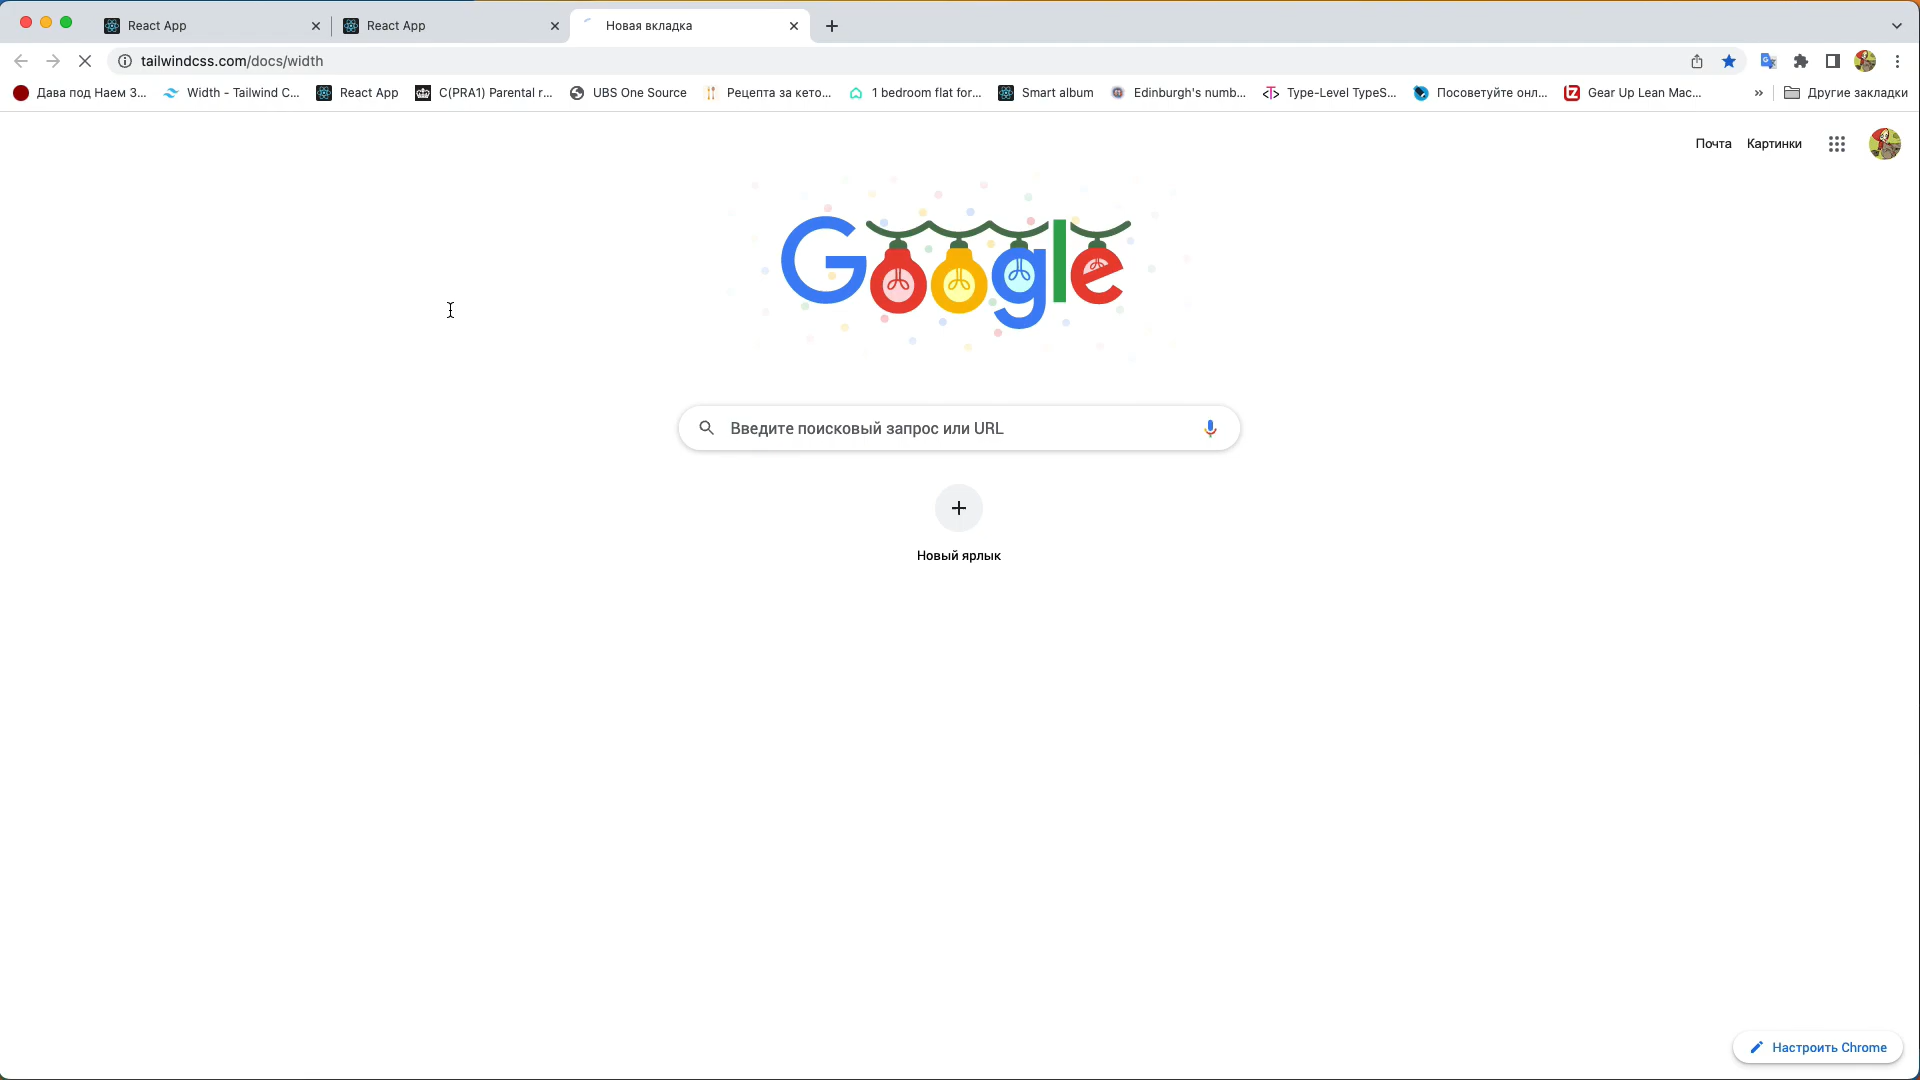 React App
React App
Новая вкладка
tailwindcss.com/docs/width
Дава под Наем З...
Width - Tailwind C...
React App
C(PRA1) Parental r...
UBS One Source
Рецепта за кето...
1 bedroom flat for...
Smart album
Edinburgh's numb...
Type-Level TypeS...
Посоветуйте онл...
Gear Up Lean Mac...
»
Другие закладки
Почта
Картинки
Google
Введите поисковый запрос или URL
Новый ярлык
Настроить Chrome